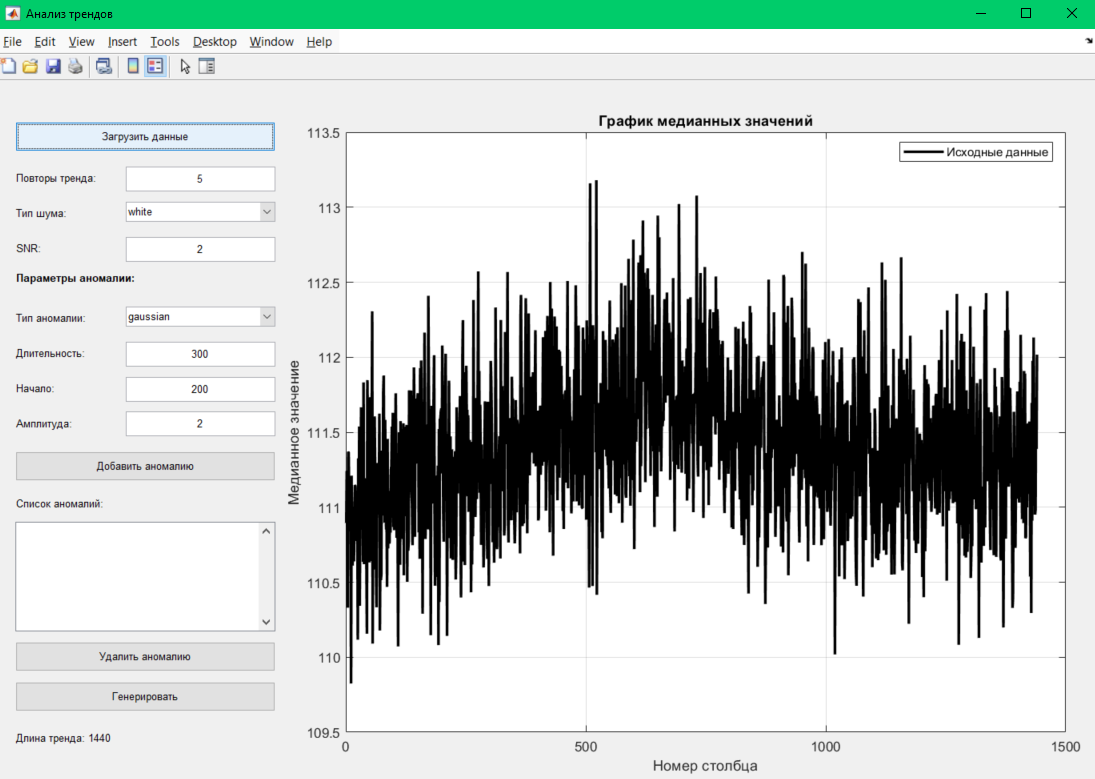 Анализ трендов
File Edit View Insert Tools Desktop Window Help
Загрузить данные
Повторы тренда: 5
Тип шума: white
SNR: 2
Параметры аномалии:
Тип аномалии: gaussian
Длительность: 300
Начало: 200
Амплитуда: 2
Добавить аномалию
Список аномалий:
Удалить аномалию
Генерировать
Длина тренда: 1440
График медианных значений
Исходные данные
113.5
113
112.5
112
111.5
111
110.5
110
109.5
Медианное значение
0 500 1000 1500
Номер столбца